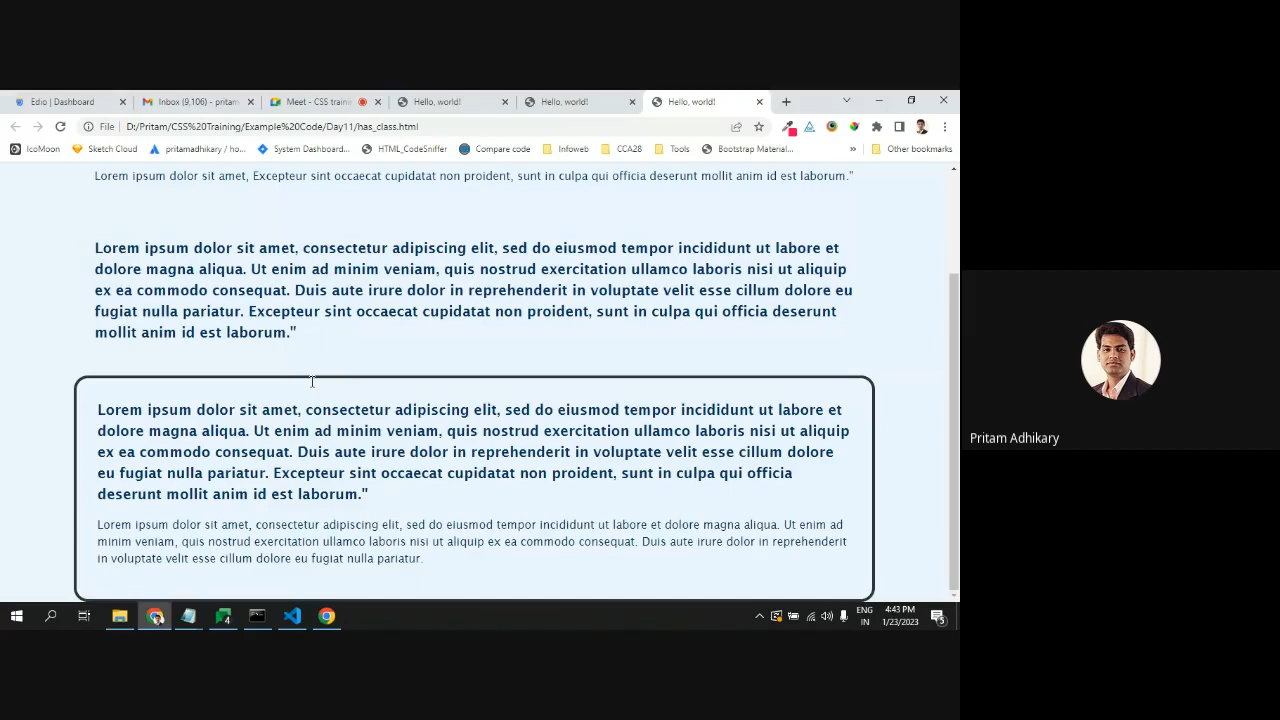 Edio | Dashboard
Inbox (9,106) - pritam
Meet - CSS traini
Hello, world!
Hello, world!
Hello, world!
File
D:/Pritam/CSS%20Training/Example%20Code/Day11/has_class.html
IcoMoon
Sketch Cloud
pritamadhikary / ho...
System Dashboard...
HTML_CodeSniffer
Compare code
Infoweb
CCA28
Tools
Bootstrap Material...
Other bookmarks
Lorem ipsum dolor sit amet, Excepteur sint occaecat cupidatat non proident, sunt in culpa qui officia deserunt mollit anim id est laborum."
Lorem ipsum dolor sit amet, consectetur adipiscing elit, sed do eiusmod tempor incididunt ut labore et
dolore magna aliqua. Ut enim ad minim veniam, quis nostrud exercitation ullamco laboris nisi ut aliquip
ex ea commodo consequat. Duis aute irure dolor in reprehenderit in voluptate velit esse cillum dolore eu
fugiat nulla pariatur. Excepteur sint occaecat cupidatat non proident, sunt in culpa qui officia deserunt
mollit anim id est laborum."
Lorem ipsum dolor sit amet, consectetur adipiscing elit, sed do eiusmod tempor incididunt ut labore et
dolore magna aliqua. Ut enim ad minim veniam, quis nostrud exercitation ullamco laboris nisi ut aliquip
ex ea commodo consequat. Duis aute irure dolor in reprehenderit in voluptate velit esse cillum dolore
eu fugiat nulla pariatur. Excepteur sint occaecat cupidatat non proident, sunt in culpa qui officia
deserunt mollit anim id est laborum."
Lorem ipsum dolor sit amet, consectetur adipiscing elit, sed do eiusmod tempor incididunt ut labore et dolore magna aliqua. Ut enim ad
minim veniam, quis nostrud exercitation ullamco laboris nisi ut aliquip ex ea commodo consequat. Duis aute irure dolor in reprehenderit
in voluptate velit esse cillum dolore eu fugiat nulla pariatur.
Pritam Adhikary
4
ENG
IN
4:43 PM
1/23/2023
5